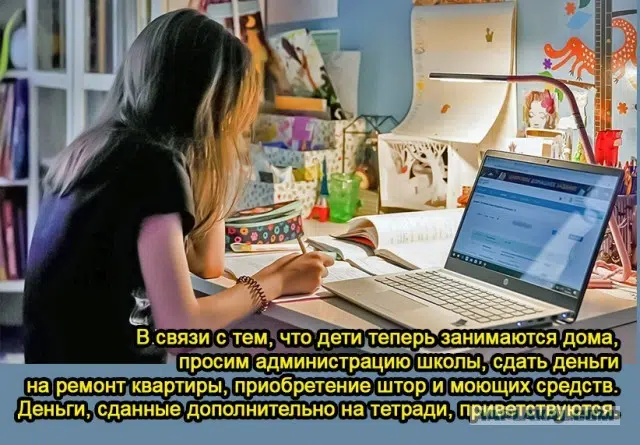 В связи с тем, что дети теперь занимаются дома,
просим администрацию школы, сдать деньги
на ремонт квартиры, приобретение штор и моющих средств.
Деньги, сданные дополнительно на тетради, приветствуются.